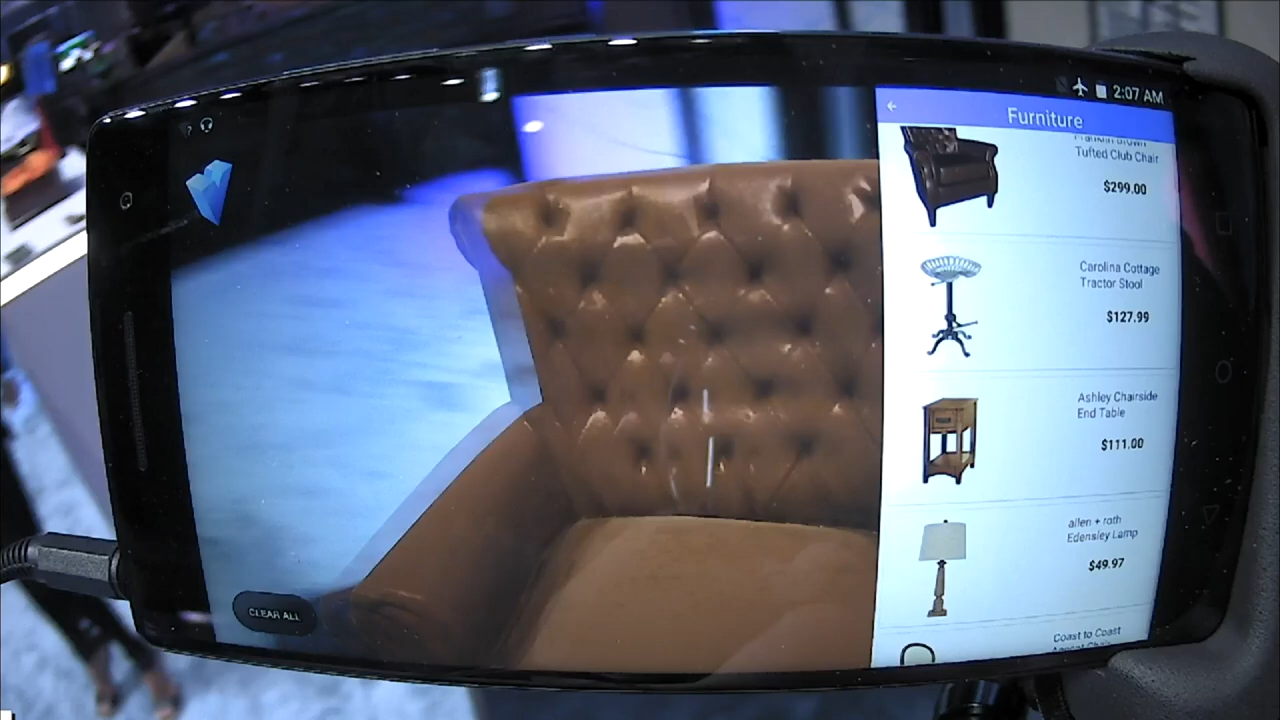 2:07 AM
Furniture
Tufted Club Chair
$299.00
Carolina Cottage
Tractor Stool
$127.99
Ashley Chairside
End Table
$111.00
allen + roth
Edensley Lamp
$49.97
Coast to Coast
CLEAR ALL